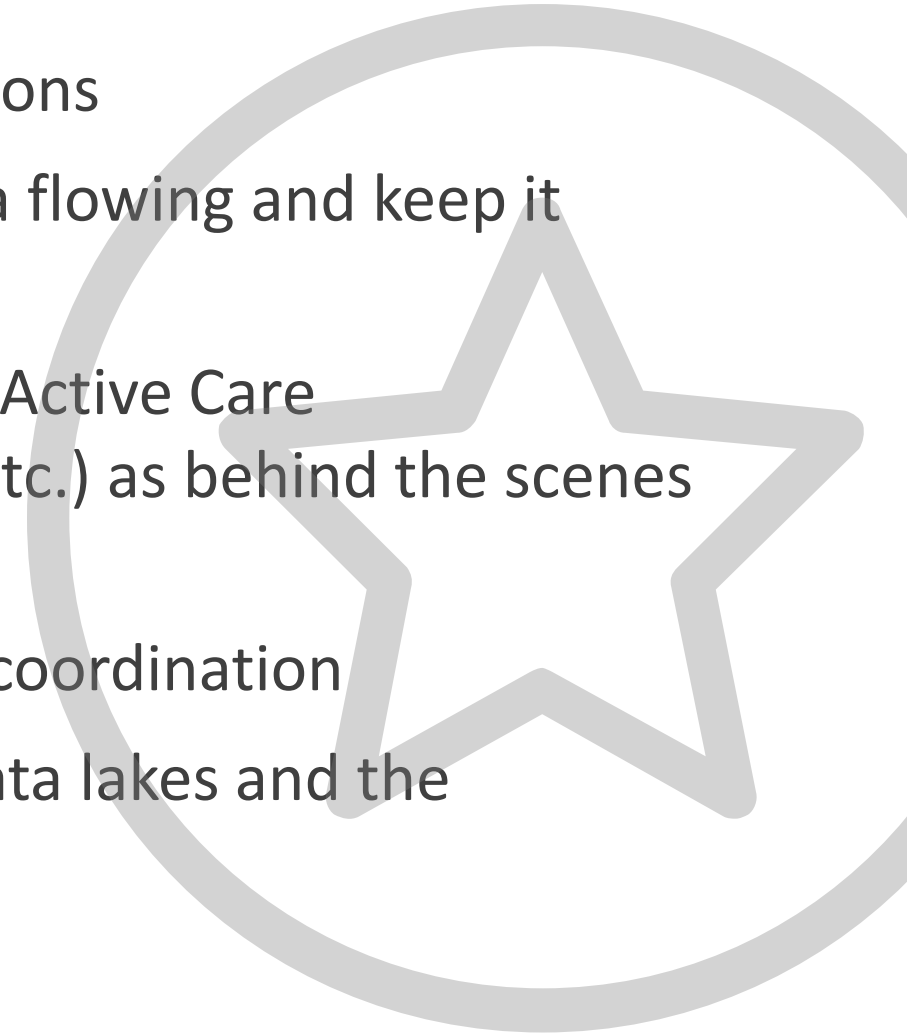 ons
a flowing and keep it
Active Care
tc.) as behind the scenes
coordination
ata lakes and the